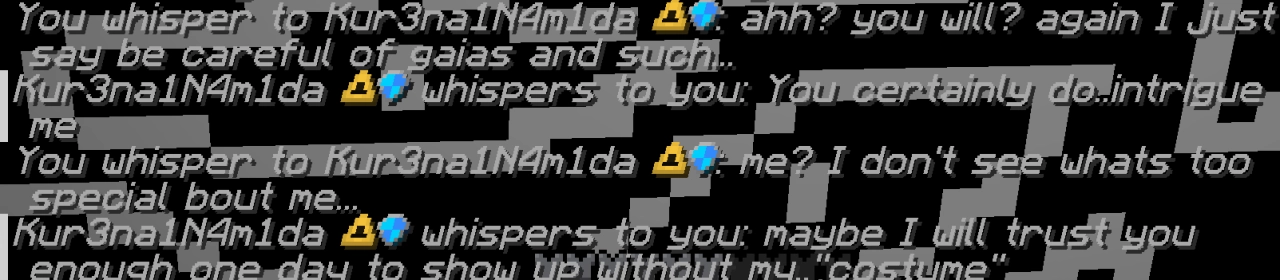 You whisper to Kur3na1N4m1da 🔔💎: ahh? you will? again I just
say be careful of gaias and such...
Kur3na1N4m1da 🔔💎 whispers to you: You certainly do..intrigue
me
You whisper to Kur3na1N4m1da 🔔💎: me? I don't see whats too
special bout me...
Kur3na1N4m1da 🔔💎 whispers to you: maybe I will trust you
enough one day to show up without my.."costume"